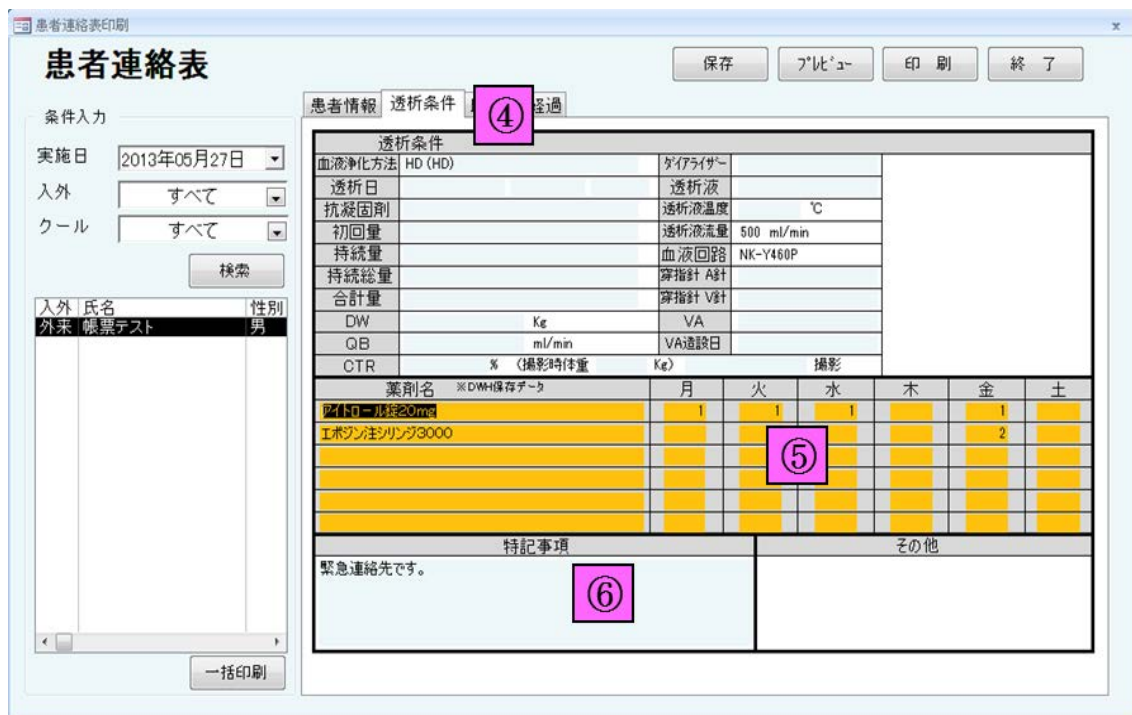 患者連絡表印刷
患者連絡表
保存 プレビュー 印 刷 終 了
条件入力
実施日 2013年05月27日
入外 すべて
クール すべて
検索
入外 氏名 性別
外来 帳票テスト 男
一括印刷
患者情報 透析条件 ④ 経過
透析条件
血液浄化方法 HD(HD) ダイアライザー
透析日 透析液
抗凝固剤 透析液温度 ℃
初回量 透析液流量 500 ml/min
持続量 血液回路 NK-Y460P
持続総量 穿指針 A針
合計量 穿指針 V針
DW Kg VA
QB ml/min VA造設日
CTR % (撮影時体重 Kg) 撮影
薬剤名 ※DWH保存データ 月 火 水 木 金 土
アイトロール錠20mg 1 1 1 1
エポジン注シリンジ3000 2
⑤
特記事項 その他
緊急連絡先です。
⑥